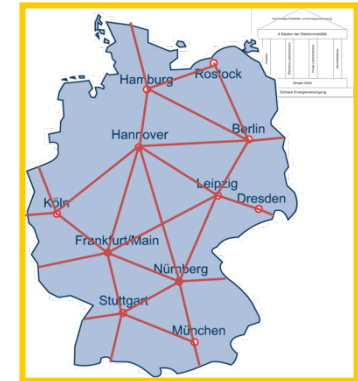 4 Säulen der Elektromobilität
Smart Grid
Sichere Energieversorgung
Rostock
Hamburg
Berlin
Hannover
Leipzig
Dresden
Köln
Frankfurt/Main
Nürnberg
Stuttgart
München